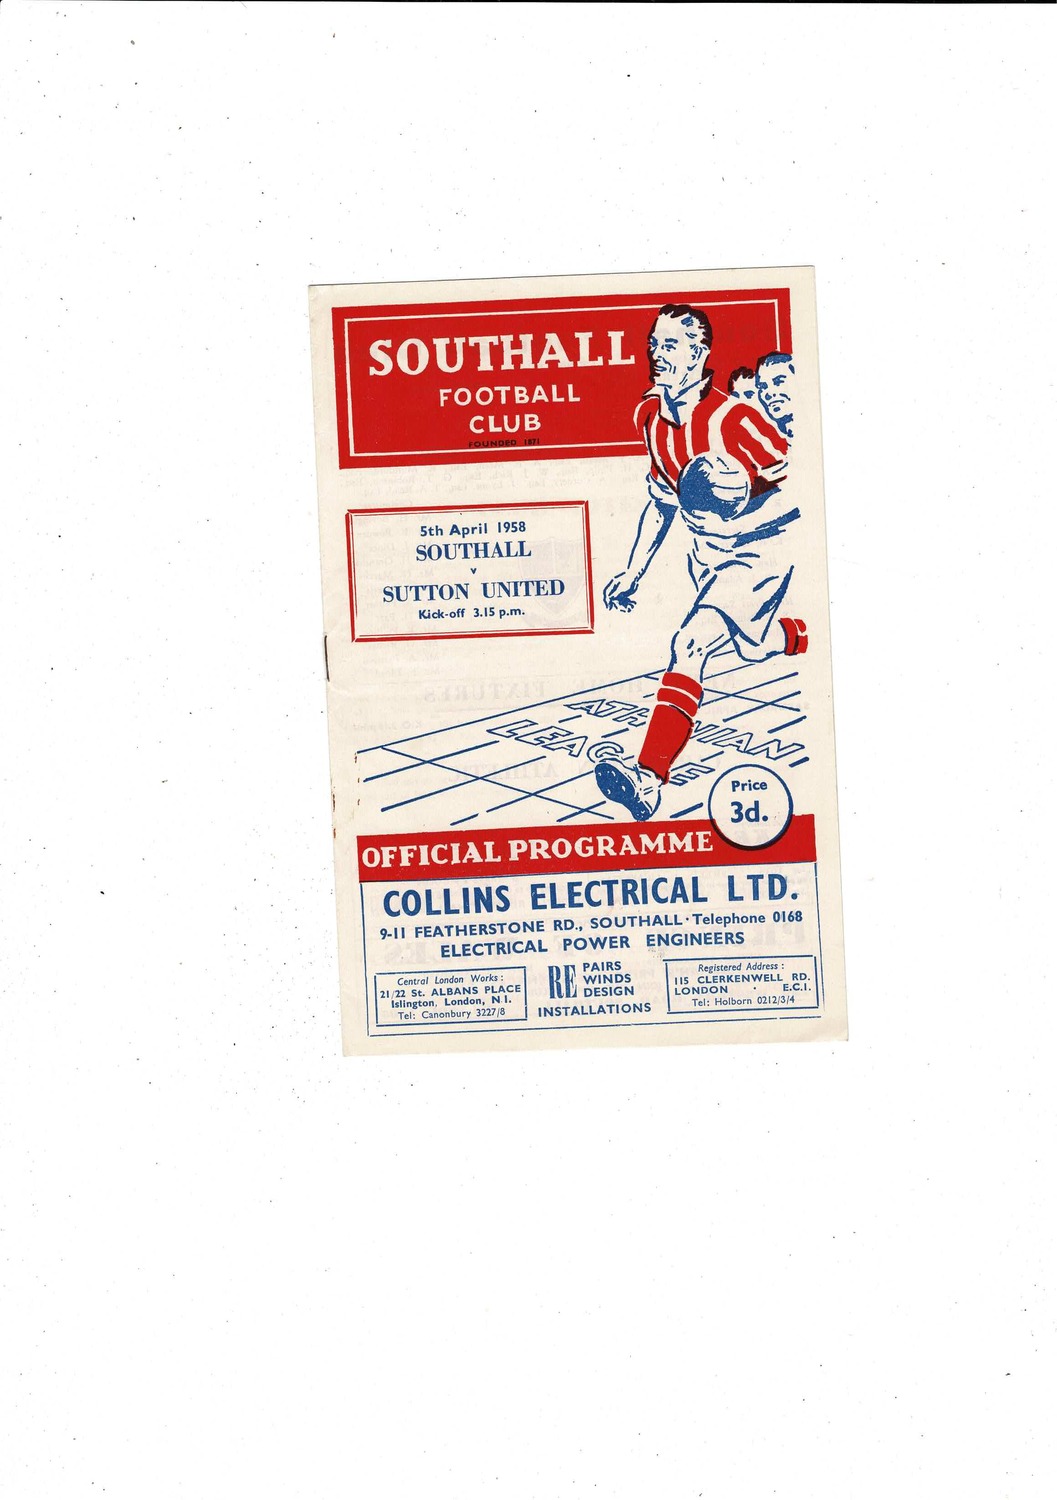 SOUTHALL
FOOTBALL
CLUB
FOUNDED 1871
5th April 1958
SOUTHALL
v
SUTTON UNITED
Kick-off 3.15 p.m.
ATH VIAN
LEAGUE
Price
3d.
OFFICIAL PROGRAMME
COLLINS ELECTRICAL LTD.
9-11 FEATHERSTONE RD., SOUTHALL · Telephone 0168
ELECTRICAL POWER ENGINEERS
Central London Works:
21/22 St. ALBANS PLACE
Islington, London, N.1.
Tel: Canonbury 3227/8
RE PAIRS
WINDS
DESIGN
INSTALLATIONS
Registered Address:
115 CLERKENWELL RD.
LONDON · E.C.1.
Tel: Holborn 0212/3/4